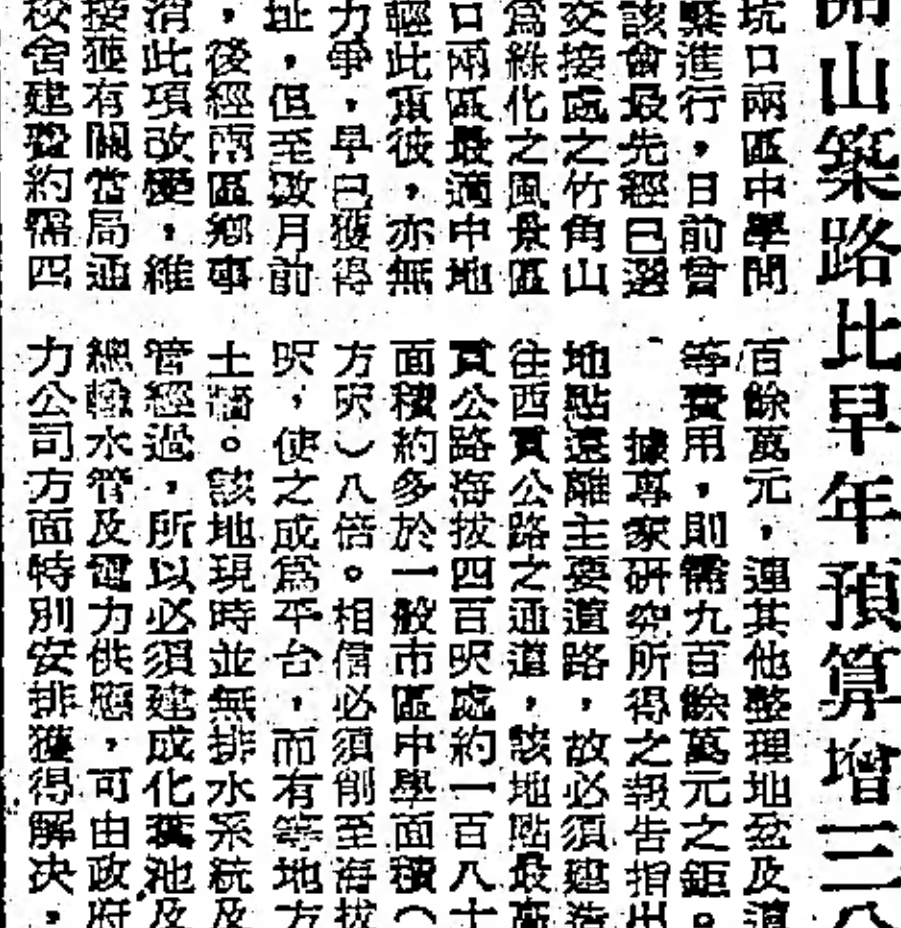 開山築路比早年預算增三八
坑口兩區中學問
繫進行，日前曾
該會最先經已選
交接處之竹角山
爲綠化之風景區
口兩區最適中地
輕此重彼，亦無
力爭，早已獲得
址，但至數月前
，後經兩區鄉事
消此項改變，維
接獲有關當局通
校舍建費約需四
百餘萬元，連其他整理地盆及道
等費用，則需九百餘萬元之鉅。
據專家研究所得之報告指出
地點遠離主要道路，故必須建造
往西貢公路之通道，該地點最高
貢公路海拔四百呎處約一百八十
面積約多於一般市區中學面積（
方呎）八倍。相信必須削至海拔
呎，使之成爲平台，而有等地方
土牆。該地現時並無排水系統及
管經過，所以必須建成化糞池及
總輸水管及電力供應，可由政府
力公司方面特別安排獲得解决，